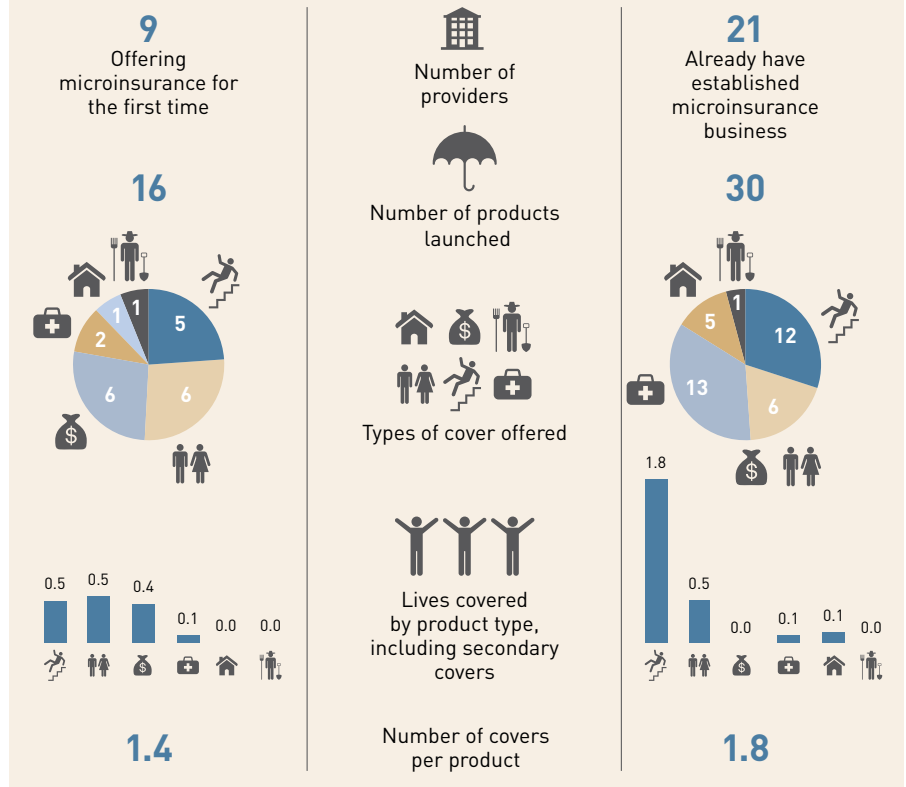 9
Offering
microinsurance for
the first time
16
1
1
5
2
6
6
$
0.5
0.5
0.4
0.1
0.0
0.0
$
1.4
Number of
providers
Number of products
launched
$
Types of cover offered
Lives covered
by product type,
including secondary
covers
Number of covers
per product
21
Already have
established
microinsurance
business
30
1
5
12
13
6
$
1.8
0.5
0.0
0.1
0.1
0.0
$
1.8